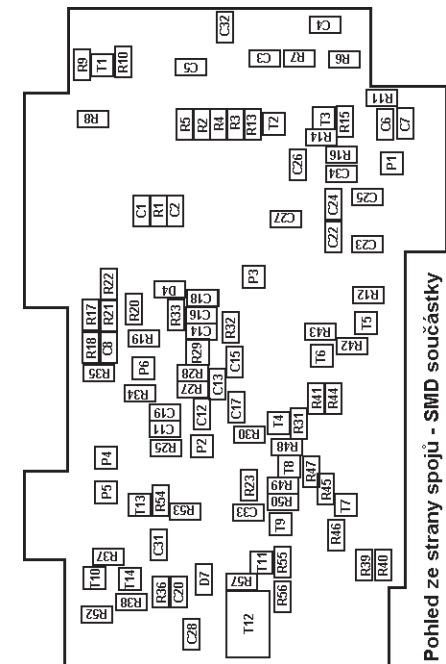 C32
C4
R9
T1
R10
C5
C3
R7
R6
R8
R5
R2
R4
R3
R13
T2
T3
R14
R15
R11
C6
C7
C26
R16
C34
P1
C1
R1
C2
C27
C24
C22
C25
C23
P3
R22
R17
R21
R20
D4
C18
R33
C16
C14
R32
R12
T5
R43
R42
T6
R18
C8
R19
R35
P6
R29
C15
R28
R27
C13
R34
C19
C11
C12
C17
R41
R44
R25
P2
R30
T4
R31
R48
P4
P5
T8
R47
R23
R49
R50
R45
T7
T13
R54
R53
C33
T9
R46
C31
R37
T10
T14
D7
T11
R55
R39
R40
R57
R56
R52
R38
R36
C20
C28
T12
Pohled ze strany spojů - SMD součástky